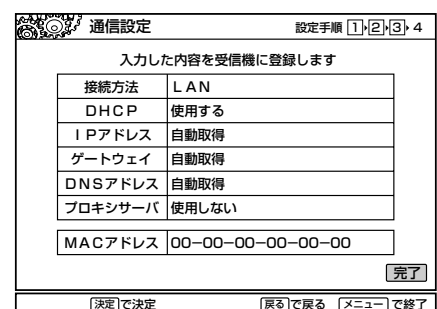 通信設定 設定手順 1 2 3 4
入力した内容を受信機に登録します
接続方法 LAN
DHCP 使用する
IPアドレス 自動取得
ゲートウェイ 自動取得
DNSアドレス 自動取得
プロキシサーバ 使用しない
MACアドレス 00-00-00-00-00-00
完了
決定で決定 戻るで戻る メニューで終了